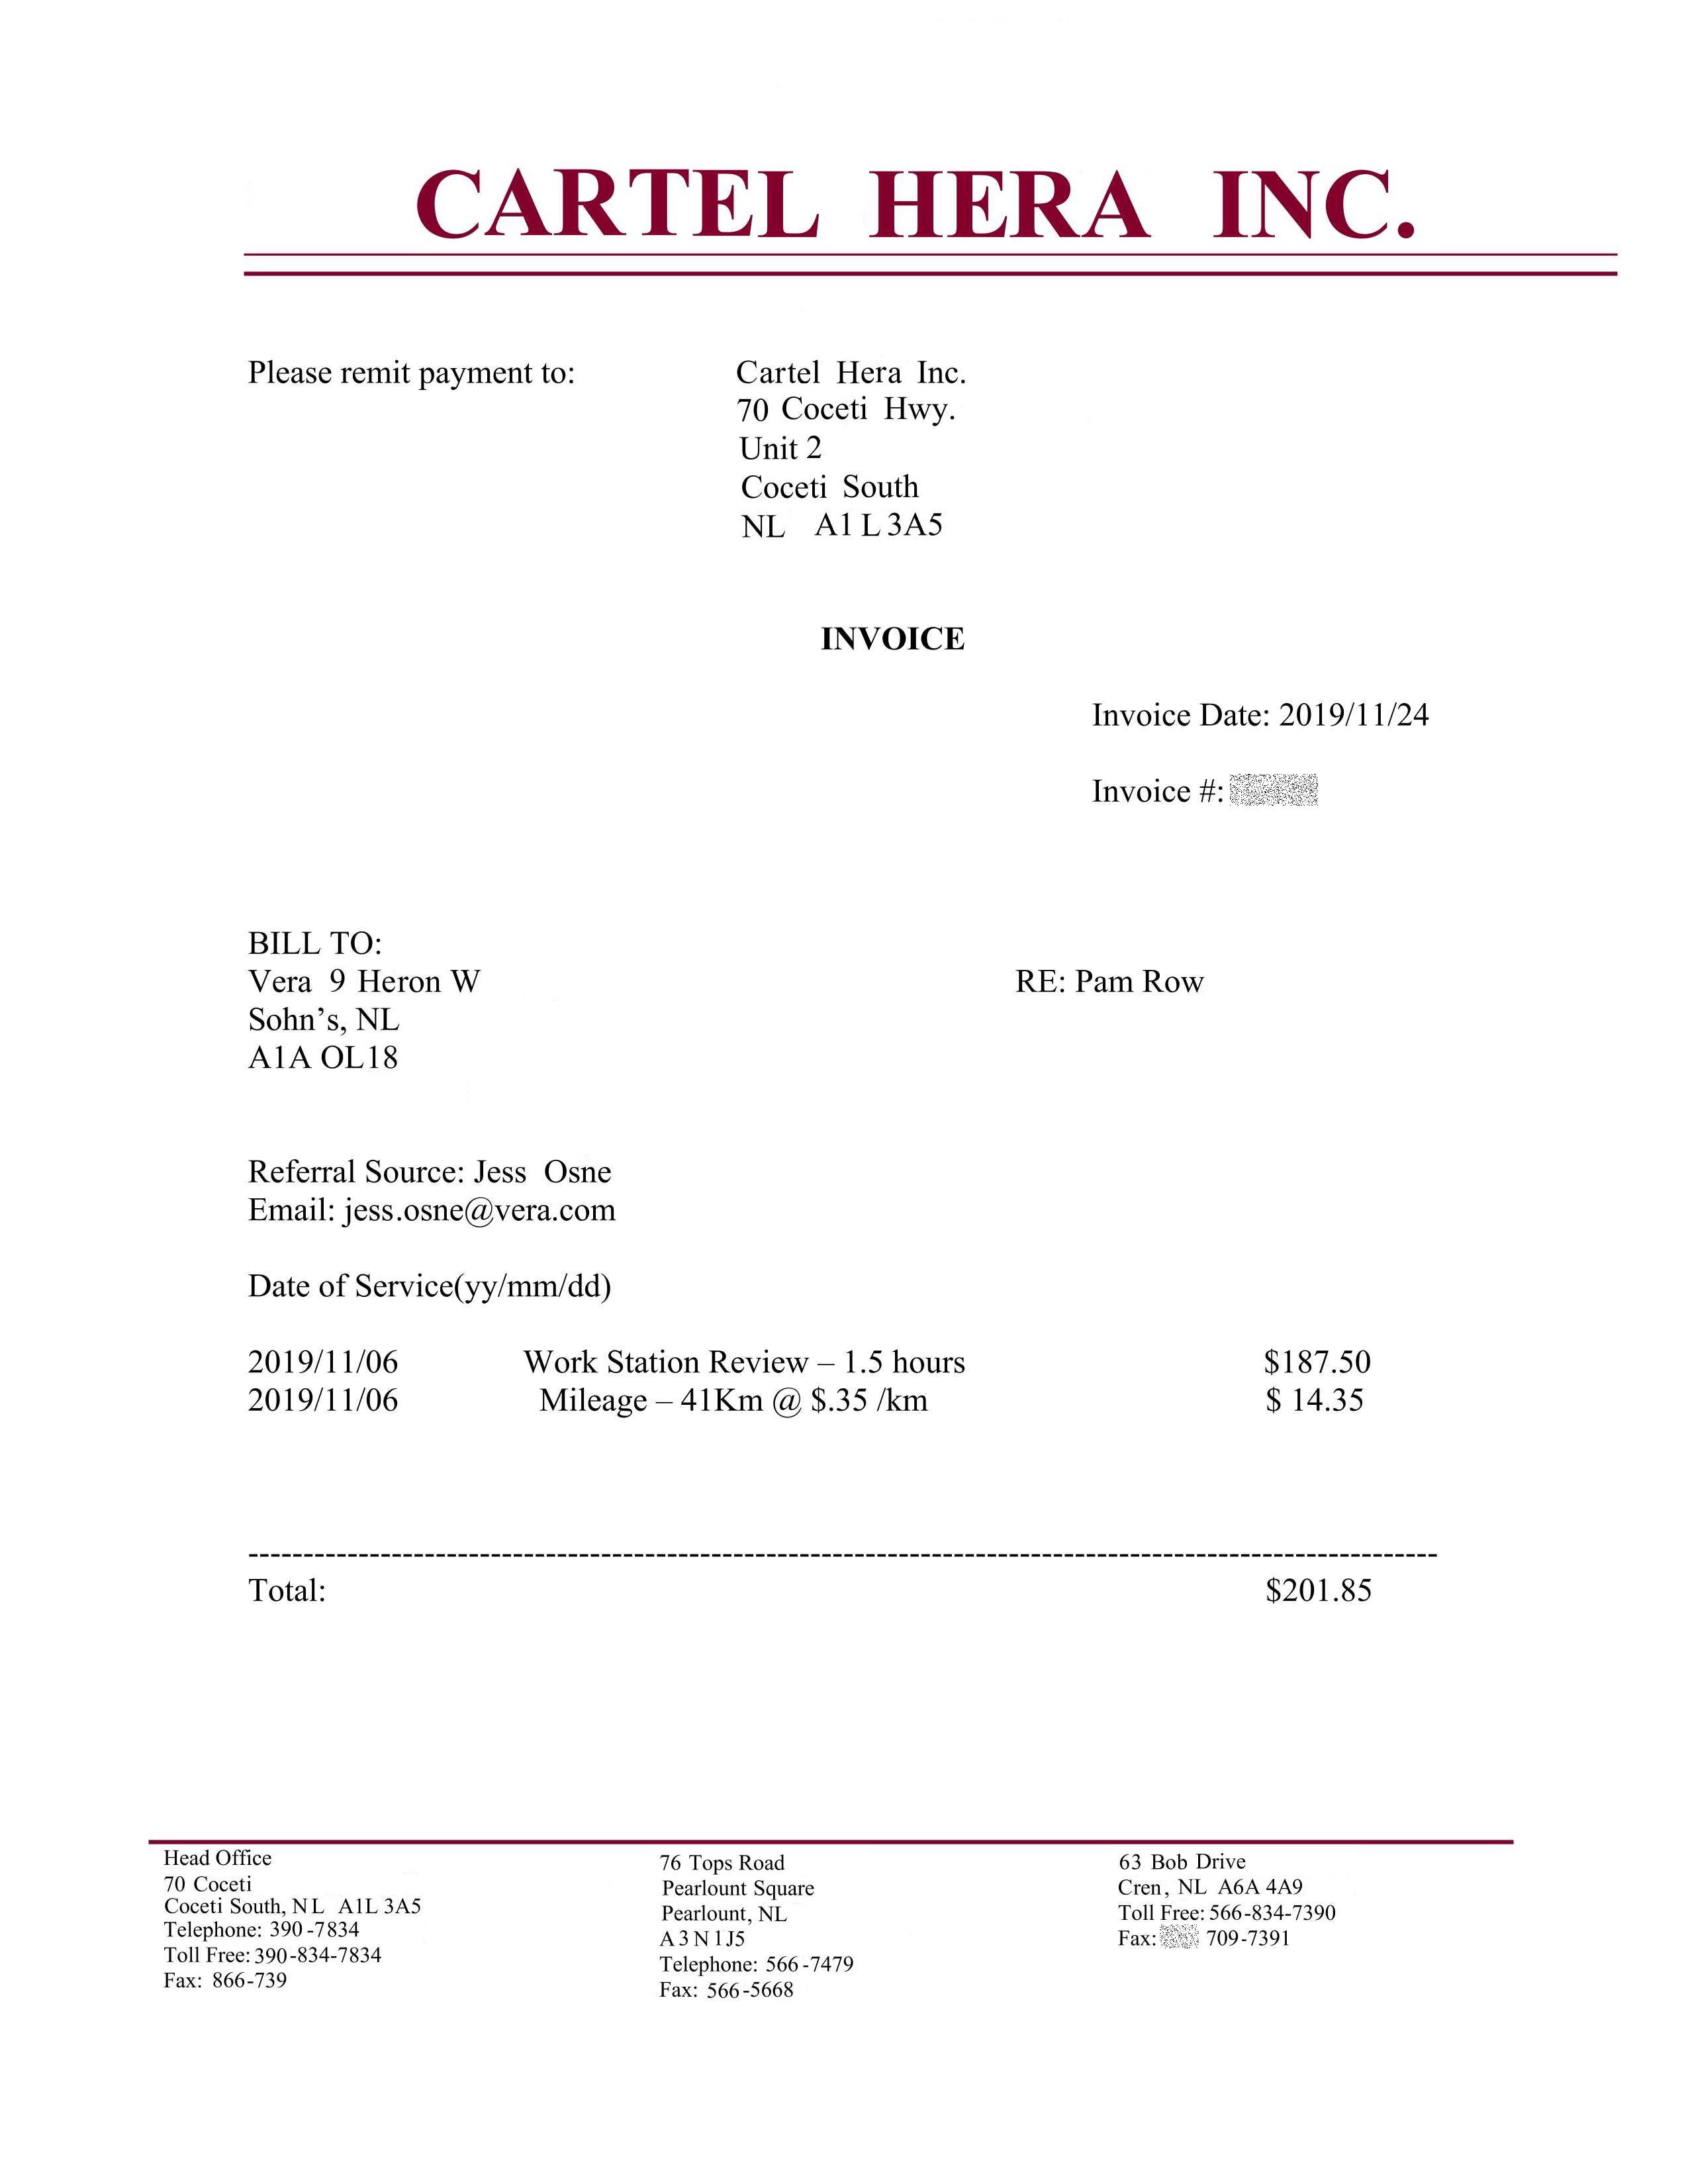 CARTEL HERA INC.
Please remit payment to:
Cartel Hera Inc.
70 Coceti Hwy.
Unit 2
Coceti South
NL A1L 3A5
INVOICE
Invoice Date: 2019/11/24
Invoice #:
BILL TO:
Vera 9 Heron W
RE: Pam Row
Sohn’s, NL
A1A OL18
Referral Source: Jess Osne
Email: jess.osne@vera.com
Date of Service(yy/mm/dd)
2019/11/06 Work Station Review – 1.5 hours $187.50
2019/11/06 Mileage – 41Km @ $.35 /km $ 14.35
Total: $201.85
Head Office
70 Coceti
Coceti South, NL A1L 3A5
Telephone: 390-7834
Toll Free: 390-834-7834
Fax: 866-739
76 Tops Road
Pearlount Square
Pearlount, NL
A3N 1J5
Telephone: 566-7479
Fax: 566-5668
63 Bob Drive
Cren, NL A6A 4A9
Toll Free: 566-834-7390
Fax: 709-7391